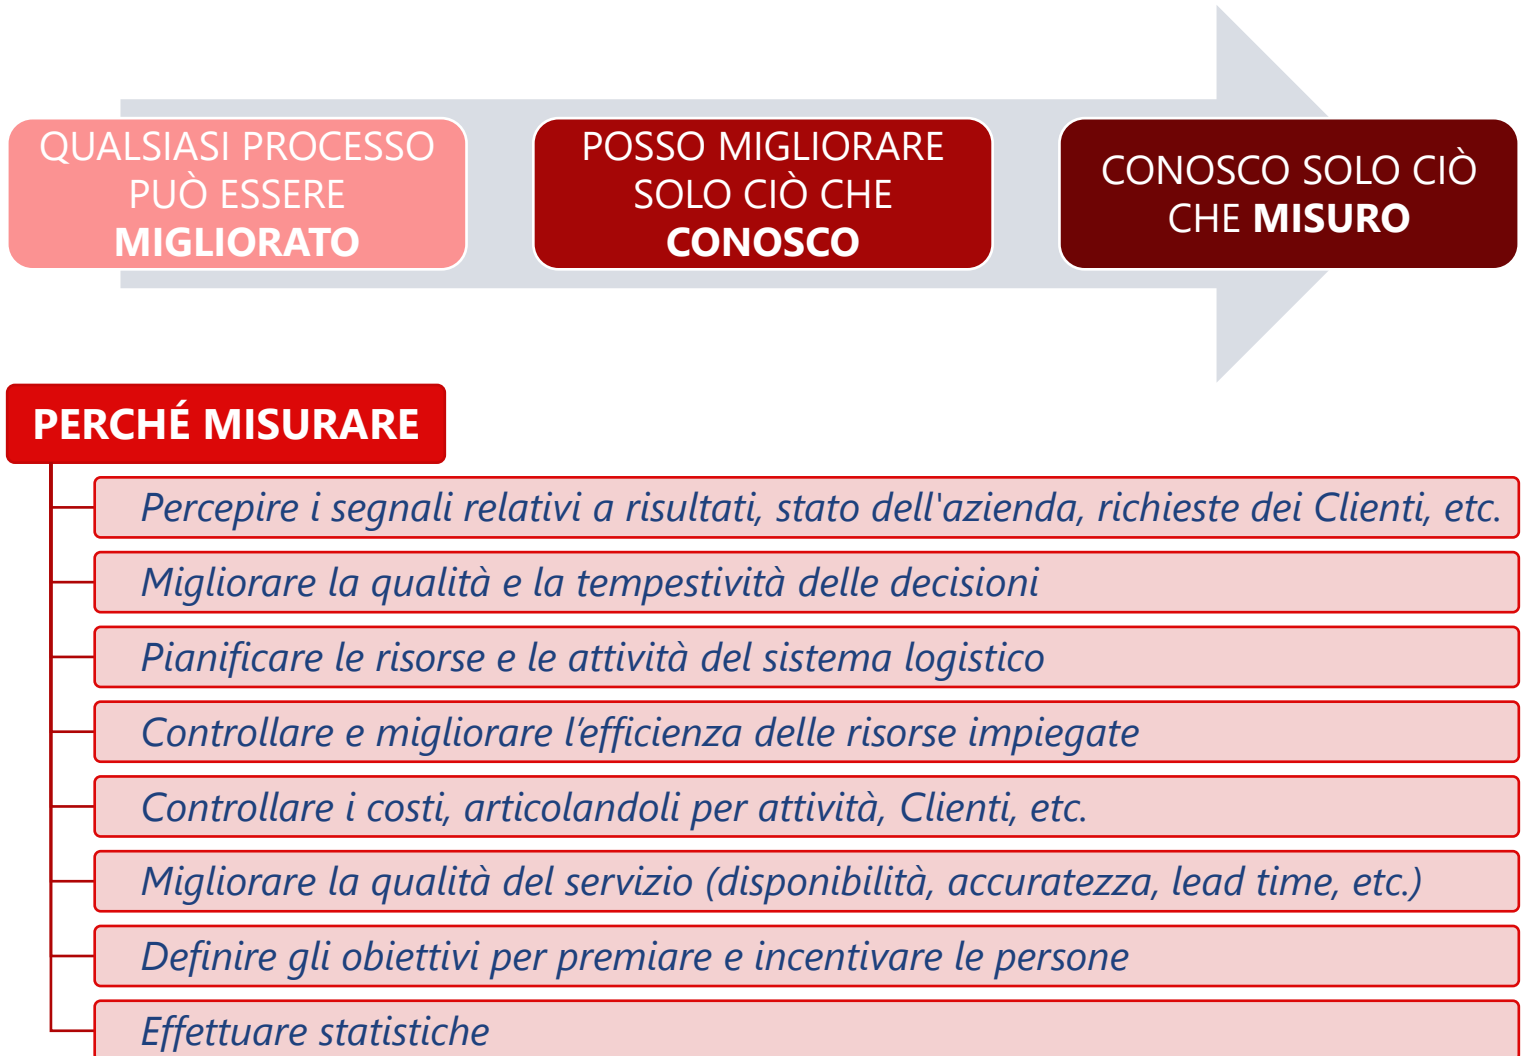 QUALSIASI PROCESSO
PUÒ ESSERE
MIGLIORATO
POSSO MIGLIORARE
SOLO CIÒ CHE
CONOSCO
CONOSCO SOLO CIÒ
CHE MISURO
PERCHÉ MISURARE
Percepire i segnali relativi a risultati, stato dell'azienda, richieste dei Clienti, etc.
Migliorare la qualità e la tempestività delle decisioni
Pianificare le risorse e le attività del sistema logistico
Controllare e migliorare l’efficienza delle risorse impiegate
Controllare i costi, articolandoli per attività, Clienti, etc.
Migliorare la qualità del servizio (disponibilità, accuratezza, lead time, etc.)
Definire gli obiettivi per premiare e incentivare le persone
Effettuare statistiche